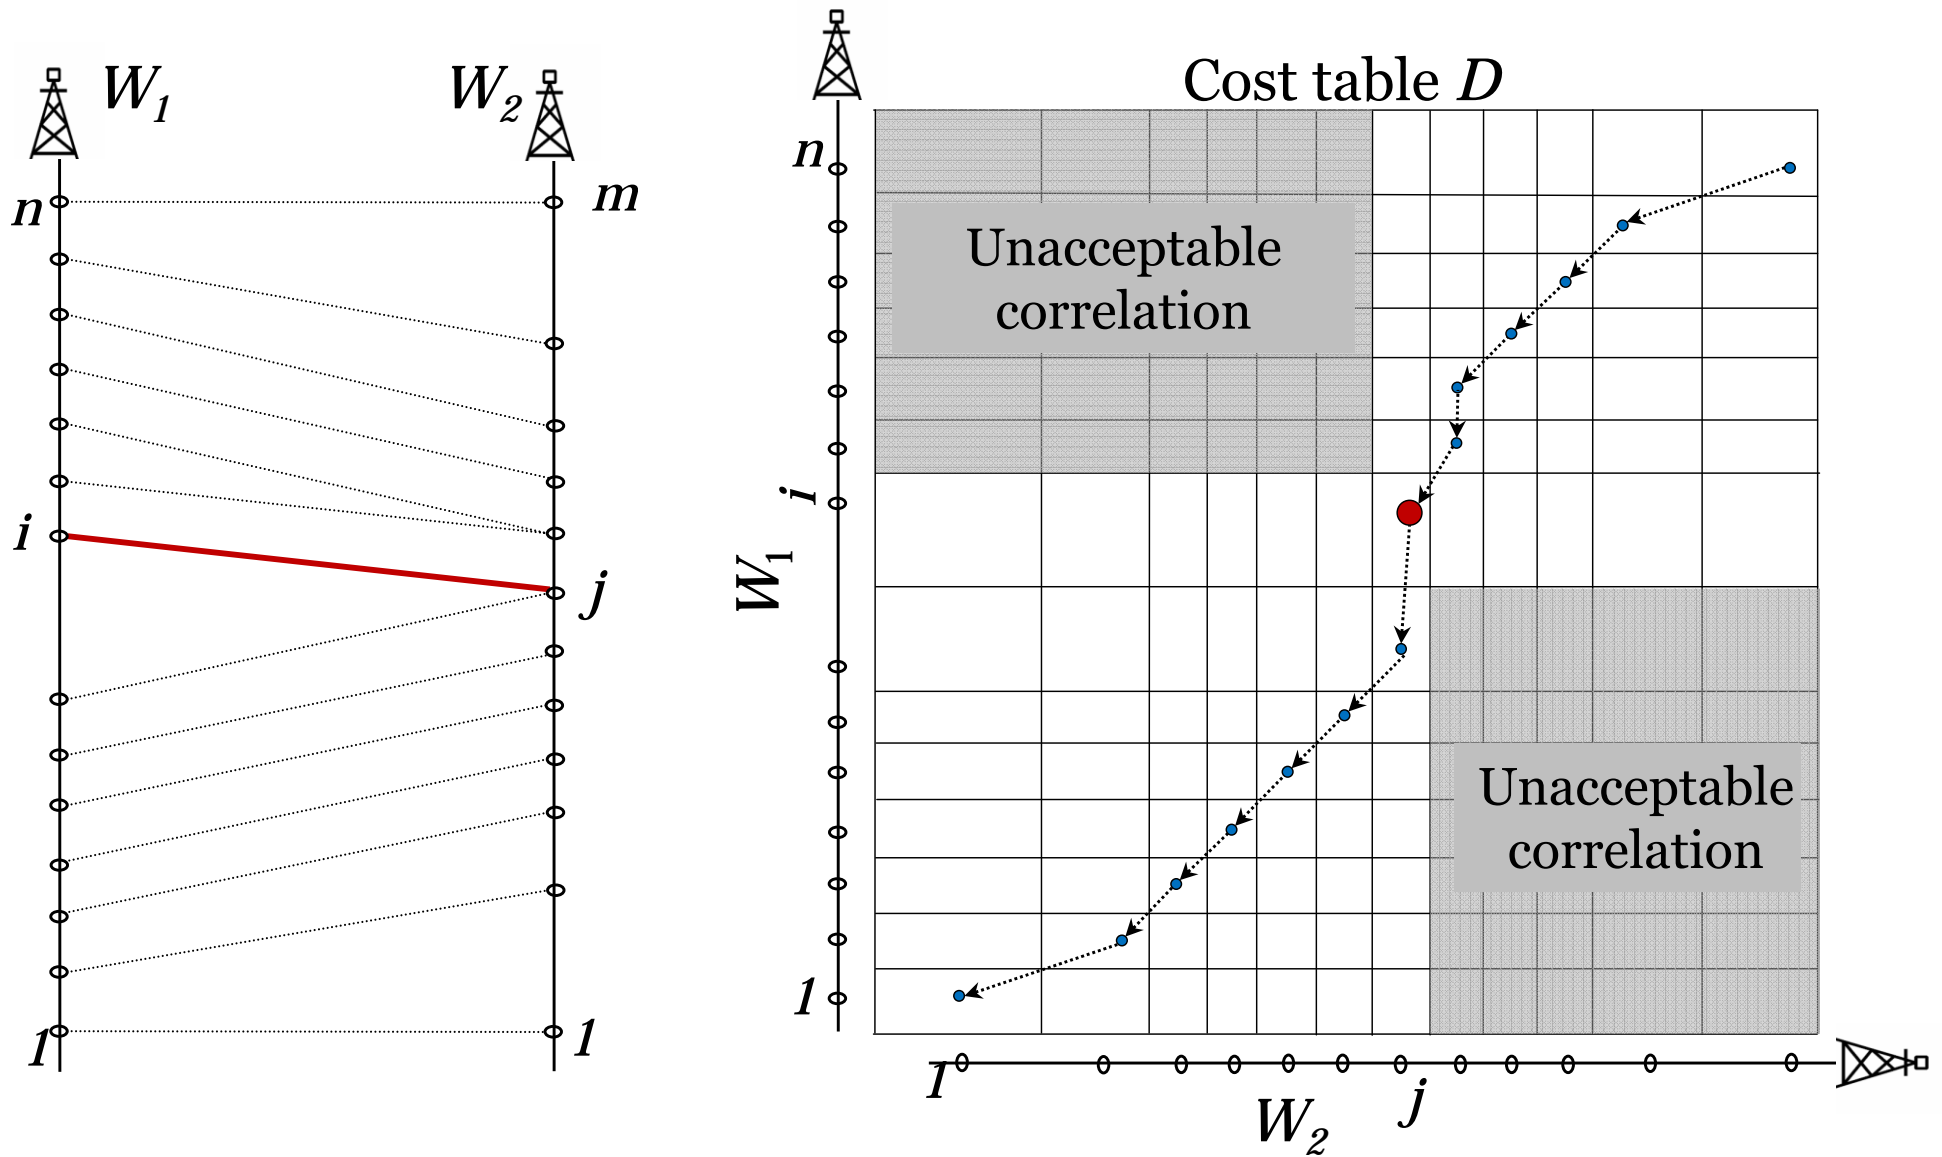 W1
W2
n
m
i
j
1
1
Cost table D
n
Unacceptable
correlation
i
W1
Unacceptable
correlation
1
1
j
W2